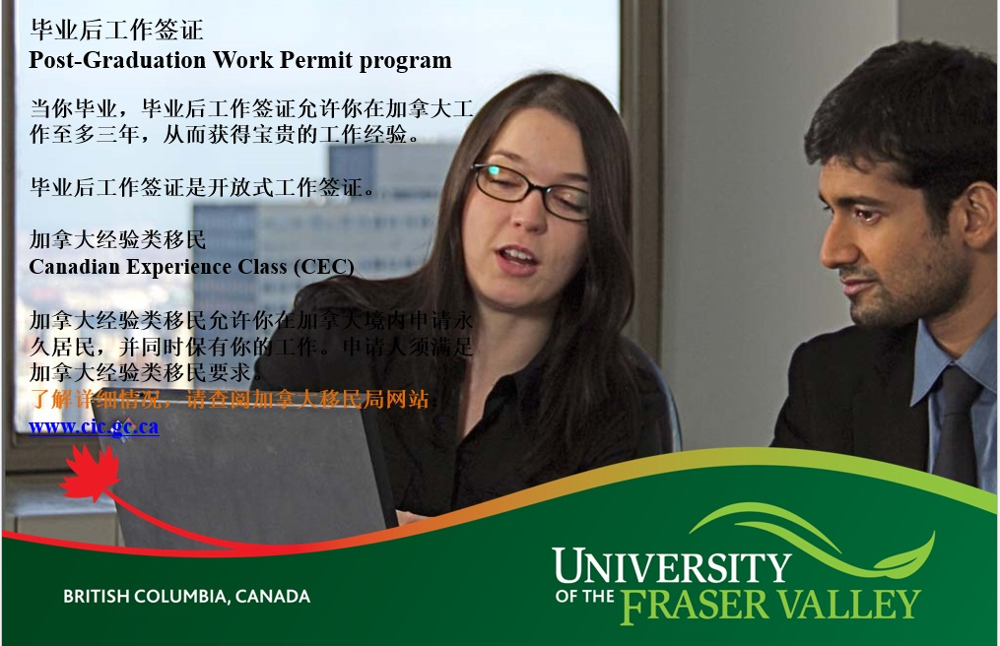 毕业后工作签证
Post-Graduation Work Permit program
当你毕业，毕业后工作签证允许你在加拿大工
作至多三年，从而获得宝贵的工作经验。
毕业后工作签证是开放式工作签证。
加拿大经验类移民
Canadian Experience Class (CEC)
加拿大经验类移民允许你在加拿大境内申请永
久居民，并同时保有你的工作。申请人须满足
加拿大经验类移民要求。
了解详细情况，请查阅加拿大移民局网站
www.cic.gc.ca
BRITISH COLUMBIA, CANADA
UNIVERSITY
OF THE FRASER VALLEY